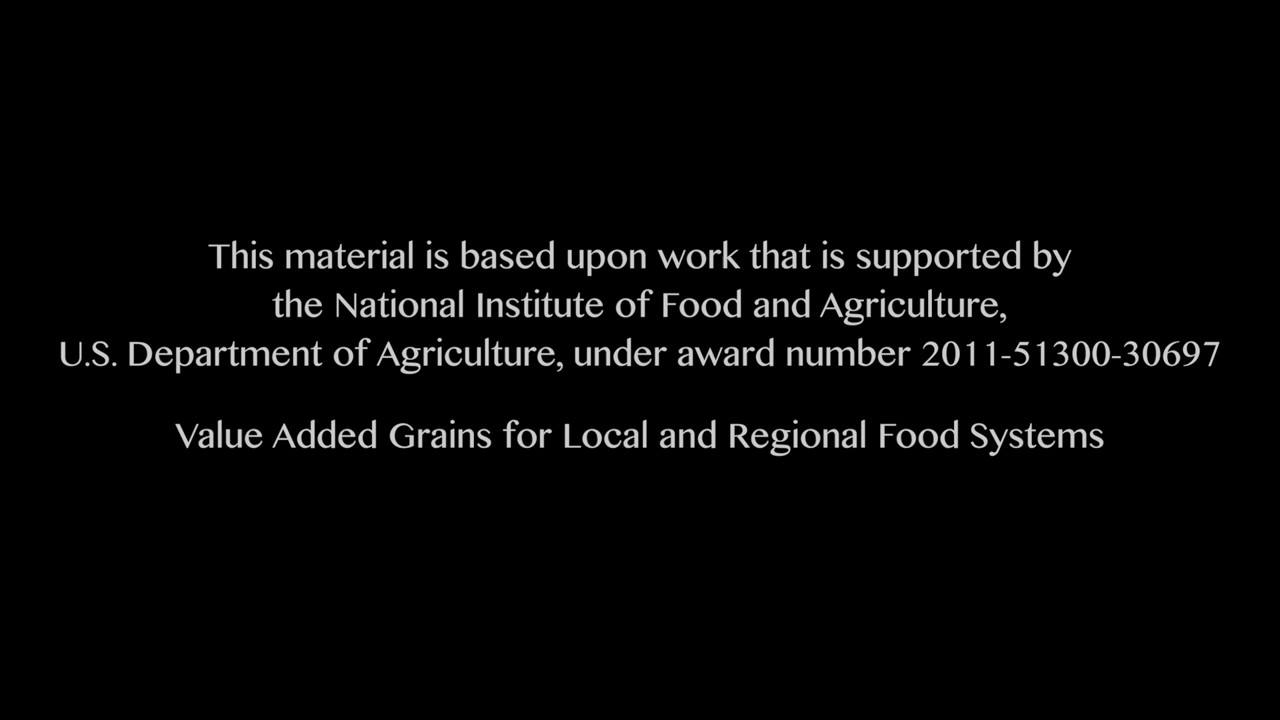 This material is based upon work that is supported by
the National Institute of Food and Agriculture,
U.S. Department of Agriculture, under award number 2011-51300-30697
Value Added Grains for Local and Regional Food Systems